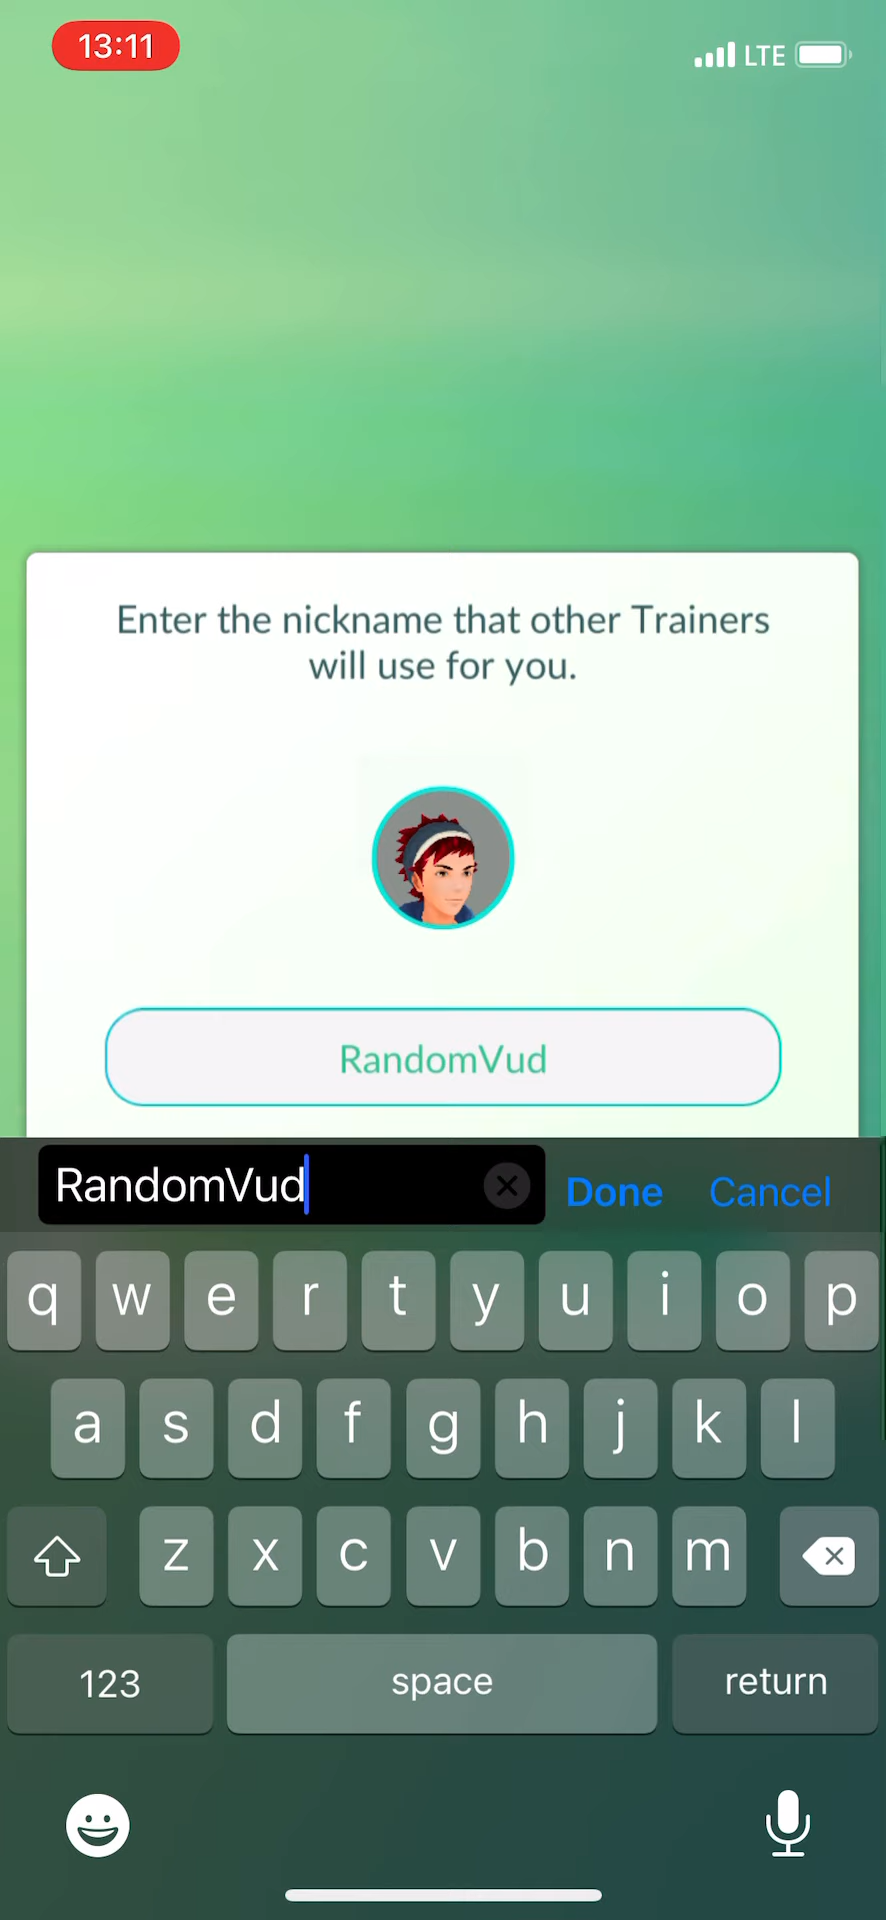 13:11
LTE
Enter the nickname that other Trainers
will use for you.
RandomVud
RandomVud Done Cancel
q w e r t y u i o p
a s d f g h j k l
z x c v b n m
123 space return